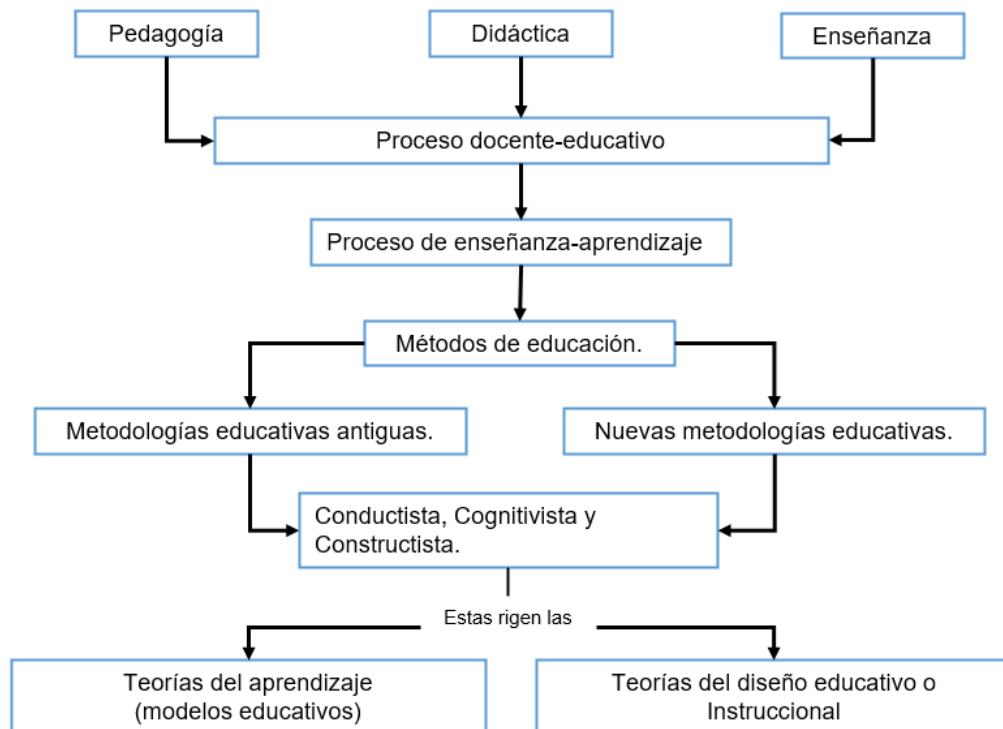 Pedagogía
Didáctica
Enseñanza
Proceso docente-educativo
Proceso de enseñanza-aprendizaje
Métodos de educación.
Metodologías educativas antiguas.
Nuevas metodologías educativas.
Conductista, Cognitivista y
Constructista.
Estas rigen las
Teorías del aprendizaje
(modelos educativos)
Teorías del diseño educativo o
Instruccional